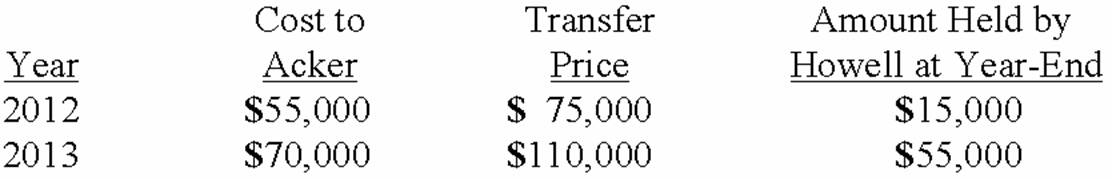 Cost to Transfer Amount Held by
Year Acker Price Howell at Year-End
2012 $55,000 $ 75,000 $15,000
2013 $70,000 $110,000 $55,000